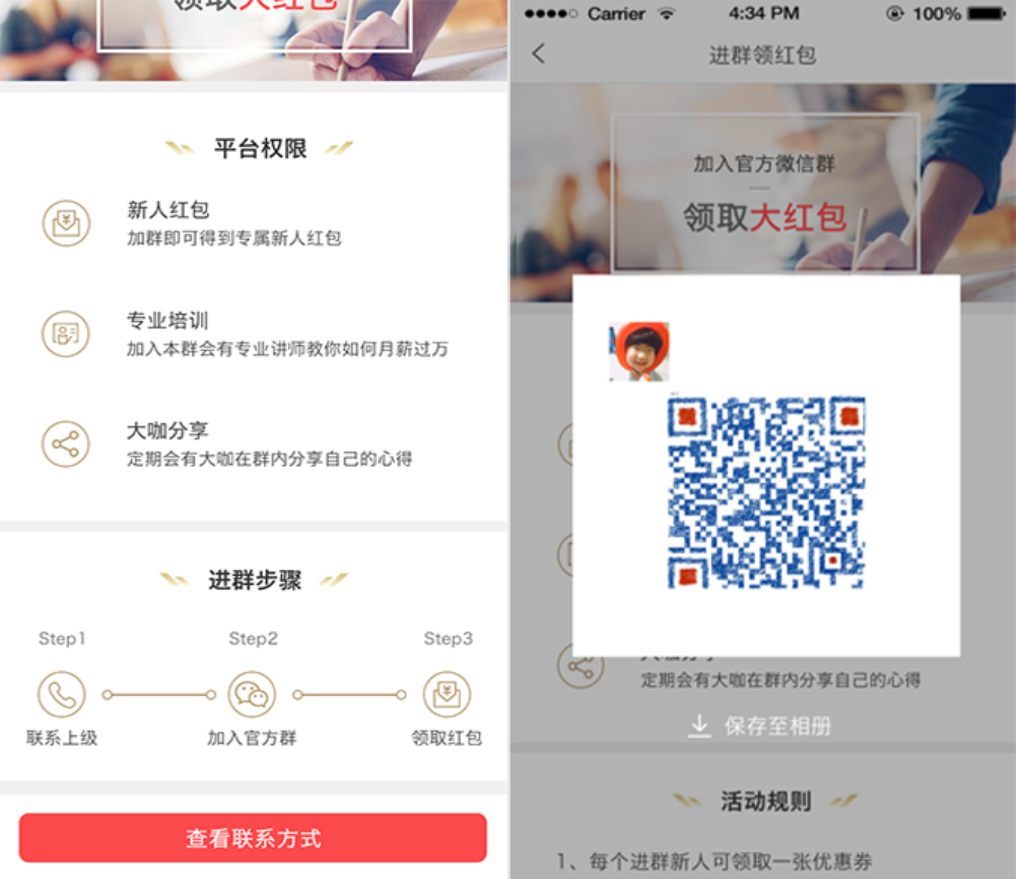 领取大红包
平台权限
新人红包
加群即可得到专属新人红包
专业培训
加入本群会有专业讲师教你如何月薪过万
大咖分享
定期会有大咖在群内分享自己的心得
进群步骤
Step1
Step2
Step3
联系上级
加入官方群
领取红包
查看联系方式
Carrier
4:34 PM
100%
进群领红包
加入官方微信群
领取大红包
定期会有大咖在群内分享自己的心得
保存至相册
活动规则
1、每个进群新人可领取一张优惠券